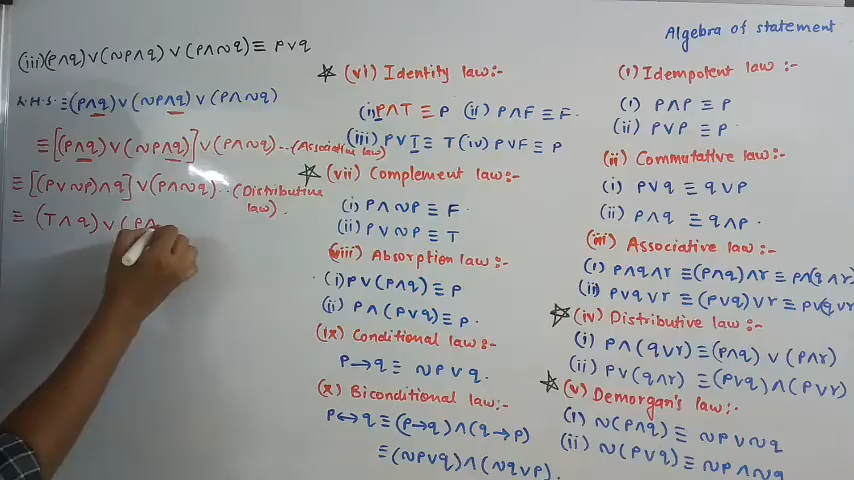 Algebra of statement
(iii) (p∧q)∨(~p∧q)∨(p∧~q) ≡ p∨q
L.H.S. ≡ (p∧q)∨(~p∧q)∨(p∧~q)
≡ [(p∧q)∨(~p∧q)]∨(p∧~q)...(Associative law)
≡ [(p∨~p)∧q]∨(p∧~q)..(Distributive
law).
≡ (T∧q)∨(p∧
(vi) Identity law:-
(i) p∧T ≡ p (ii) p∧F ≡ F.
(iii) p∨T ≡ T (iv) p∨F ≡ p
(vii) Complement law:-
(i) p∧~p ≡ F
(ii) p∨~p ≡ T
(viii) Absorption law:-
(i) p∨(p∧q) ≡ p
(ii) p∧(p∨q) ≡ p.
(ix) Conditional law:-
p→q ≡ ~p∨q.
(x) Biconditional law:-
p↔q ≡ (p→q)∧(q→p)
≡ (~p∨q)∧(~q∨p).
(i) Idempotent law:-
(i) p∧p ≡ p
(ii) p∨p ≡ p.
(ii) Commutative law:-
(i) p∨q ≡ q∨p
(ii) p∧q ≡ q∧p.
(iii) Associative law:-
(i) p∧q∧r ≡ (p∧q)∧r ≡ p∧(q∧r)
(ii) p∨q∨r ≡ (p∨q)∨r ≡ p∨(q∨r
(iv) Distributive law:-
(i) p∧(q∨r) ≡ (p∧q)∨(p∧r)
(ii) p∨(q∧r) ≡ (p∨q)∧(p∨r)
(v) Demorgan's law:-
(i) ~(p∧q) ≡ ~p∨~q
(ii) ~(p∨q) ≡ ~p∧~q